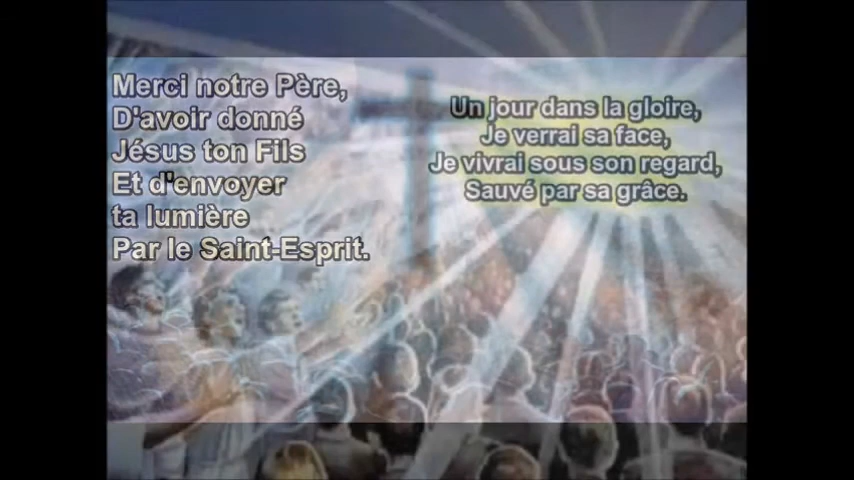 Merci notre Père,
D'avoir donné
Jésus ton Fils
Et d'envoyer
ta lumière
Par le Saint-Esprit.
Un jour dans la gloire,
Je verrai sa face,
Je vivrai sous son regard,
Sauvé par sa grâce.